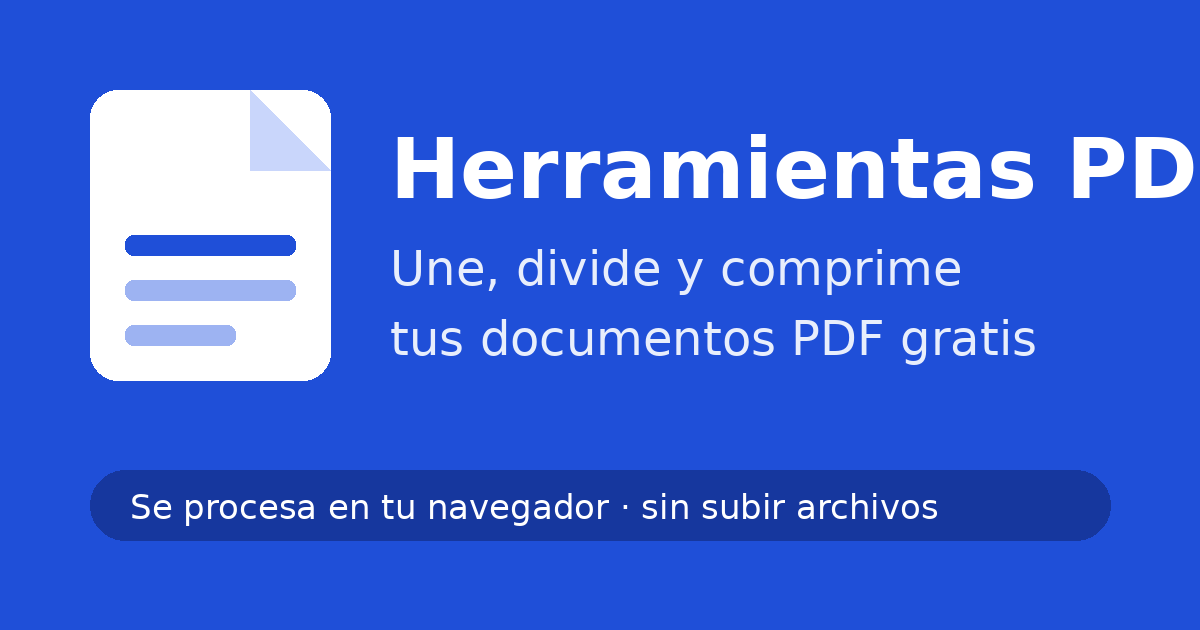 Herramientas PD
Une, divide y comprime
tus documentos PDF gratis
Se procesa en tu navegador · sin subir archivos